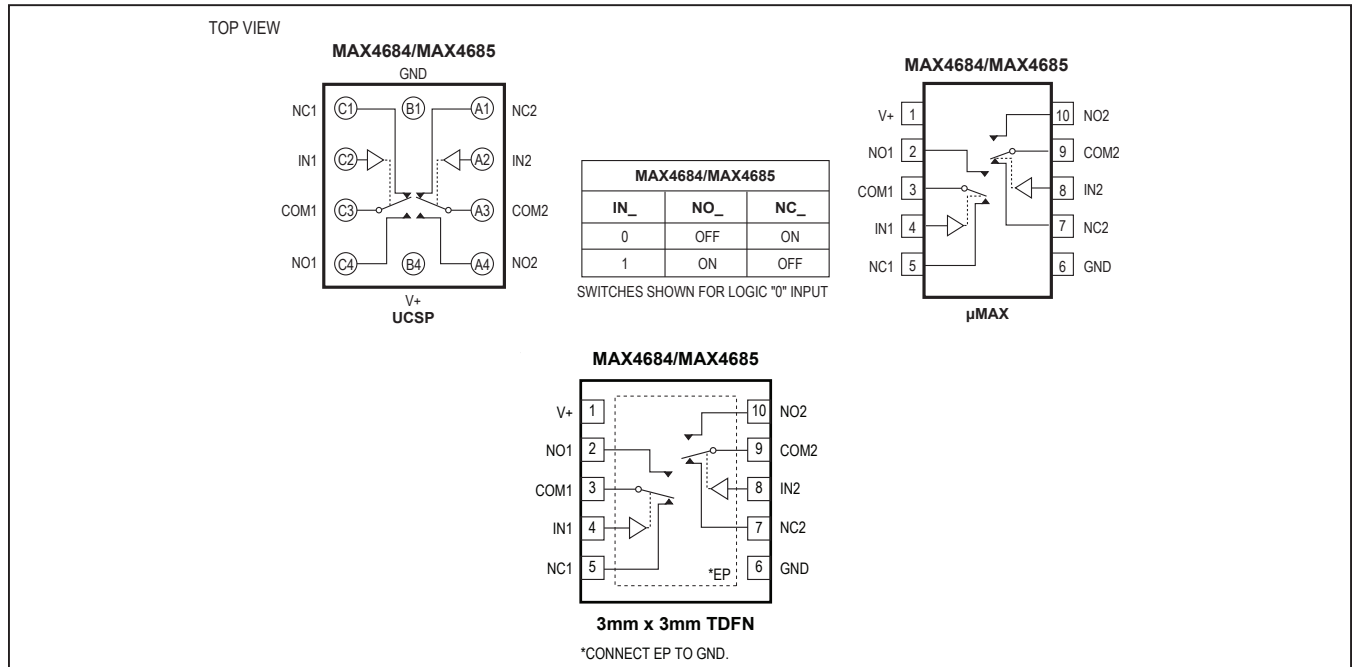 TOP VIEW
MAX4684/MAX4685
GND
NC1 C1 B1 A1 NC2
IN1 C2 A2 IN2
COM1 C3 A3 COM2
NO1 C4 B4 A4 NO2
V+
UCSP
MAX4684/MAX4685
IN_ NO_ NC_
0 OFF ON
1 ON OFF
SWITCHES SHOWN FOR LOGIC "0" INPUT
MAX4684/MAX4685
V+ 1 10 NO2
NO1 2 9 COM2
COM1 3 8 IN2
IN1 4 7 NC2
NC1 5 6 GND
µMAX
MAX4684/MAX4685
V+ 1 10 NO2
NO1 2 9 COM2
COM1 3 8 IN2
IN1 4 7 NC2
NC1 5 *EP 6 GND
3mm x 3mm TDFN
*CONNECT EP TO GND.